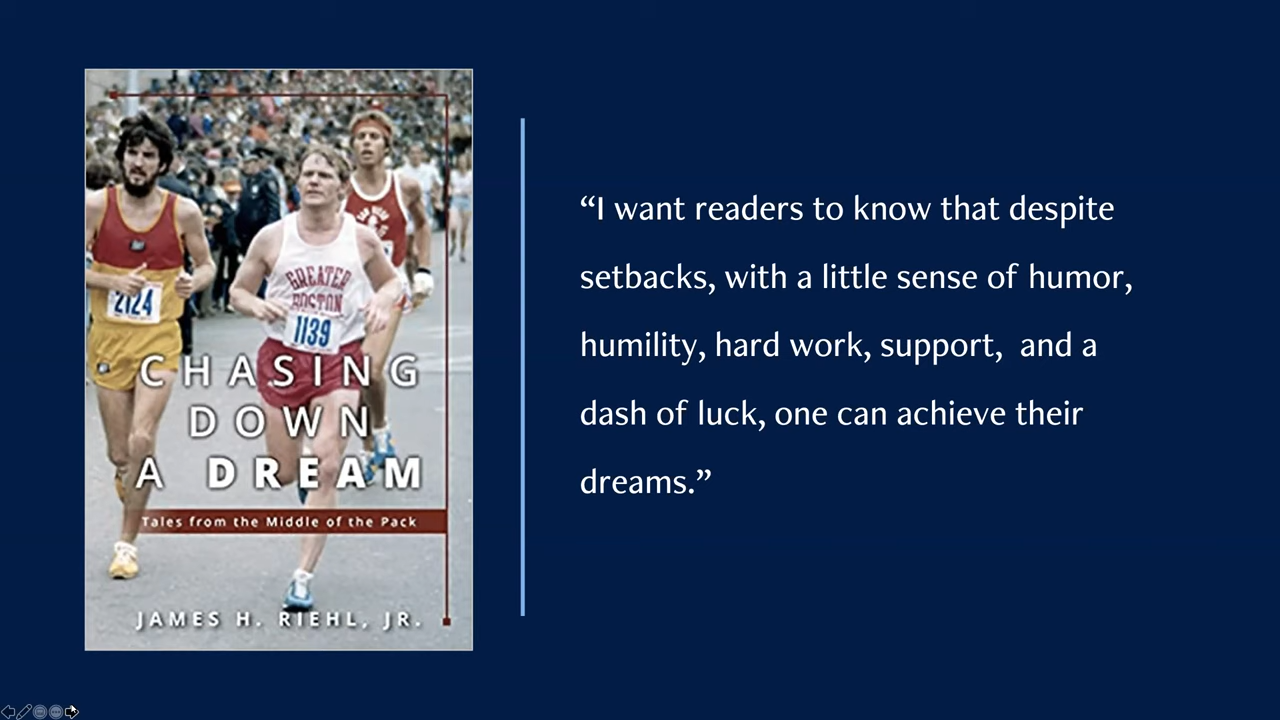 2124
GREATER
BOSTON
1139
CHASING
DOWN
A DREAM
Tales from the Middle of the Pack
JAMES H. RIEHL, JR.
“I want readers to know that despite
setbacks, with a little sense of humor,
humility, hard work, support,  and a
dash of luck, one can achieve their
dreams.”